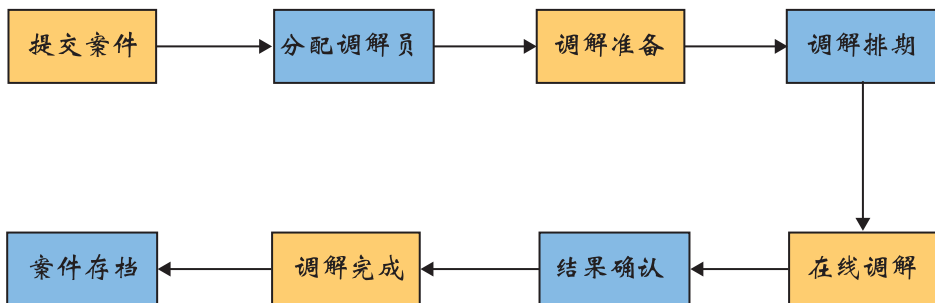 提交案件
分配调解员
调解准备
调解排期
在线调解
结果确认
调解完成
案件存档